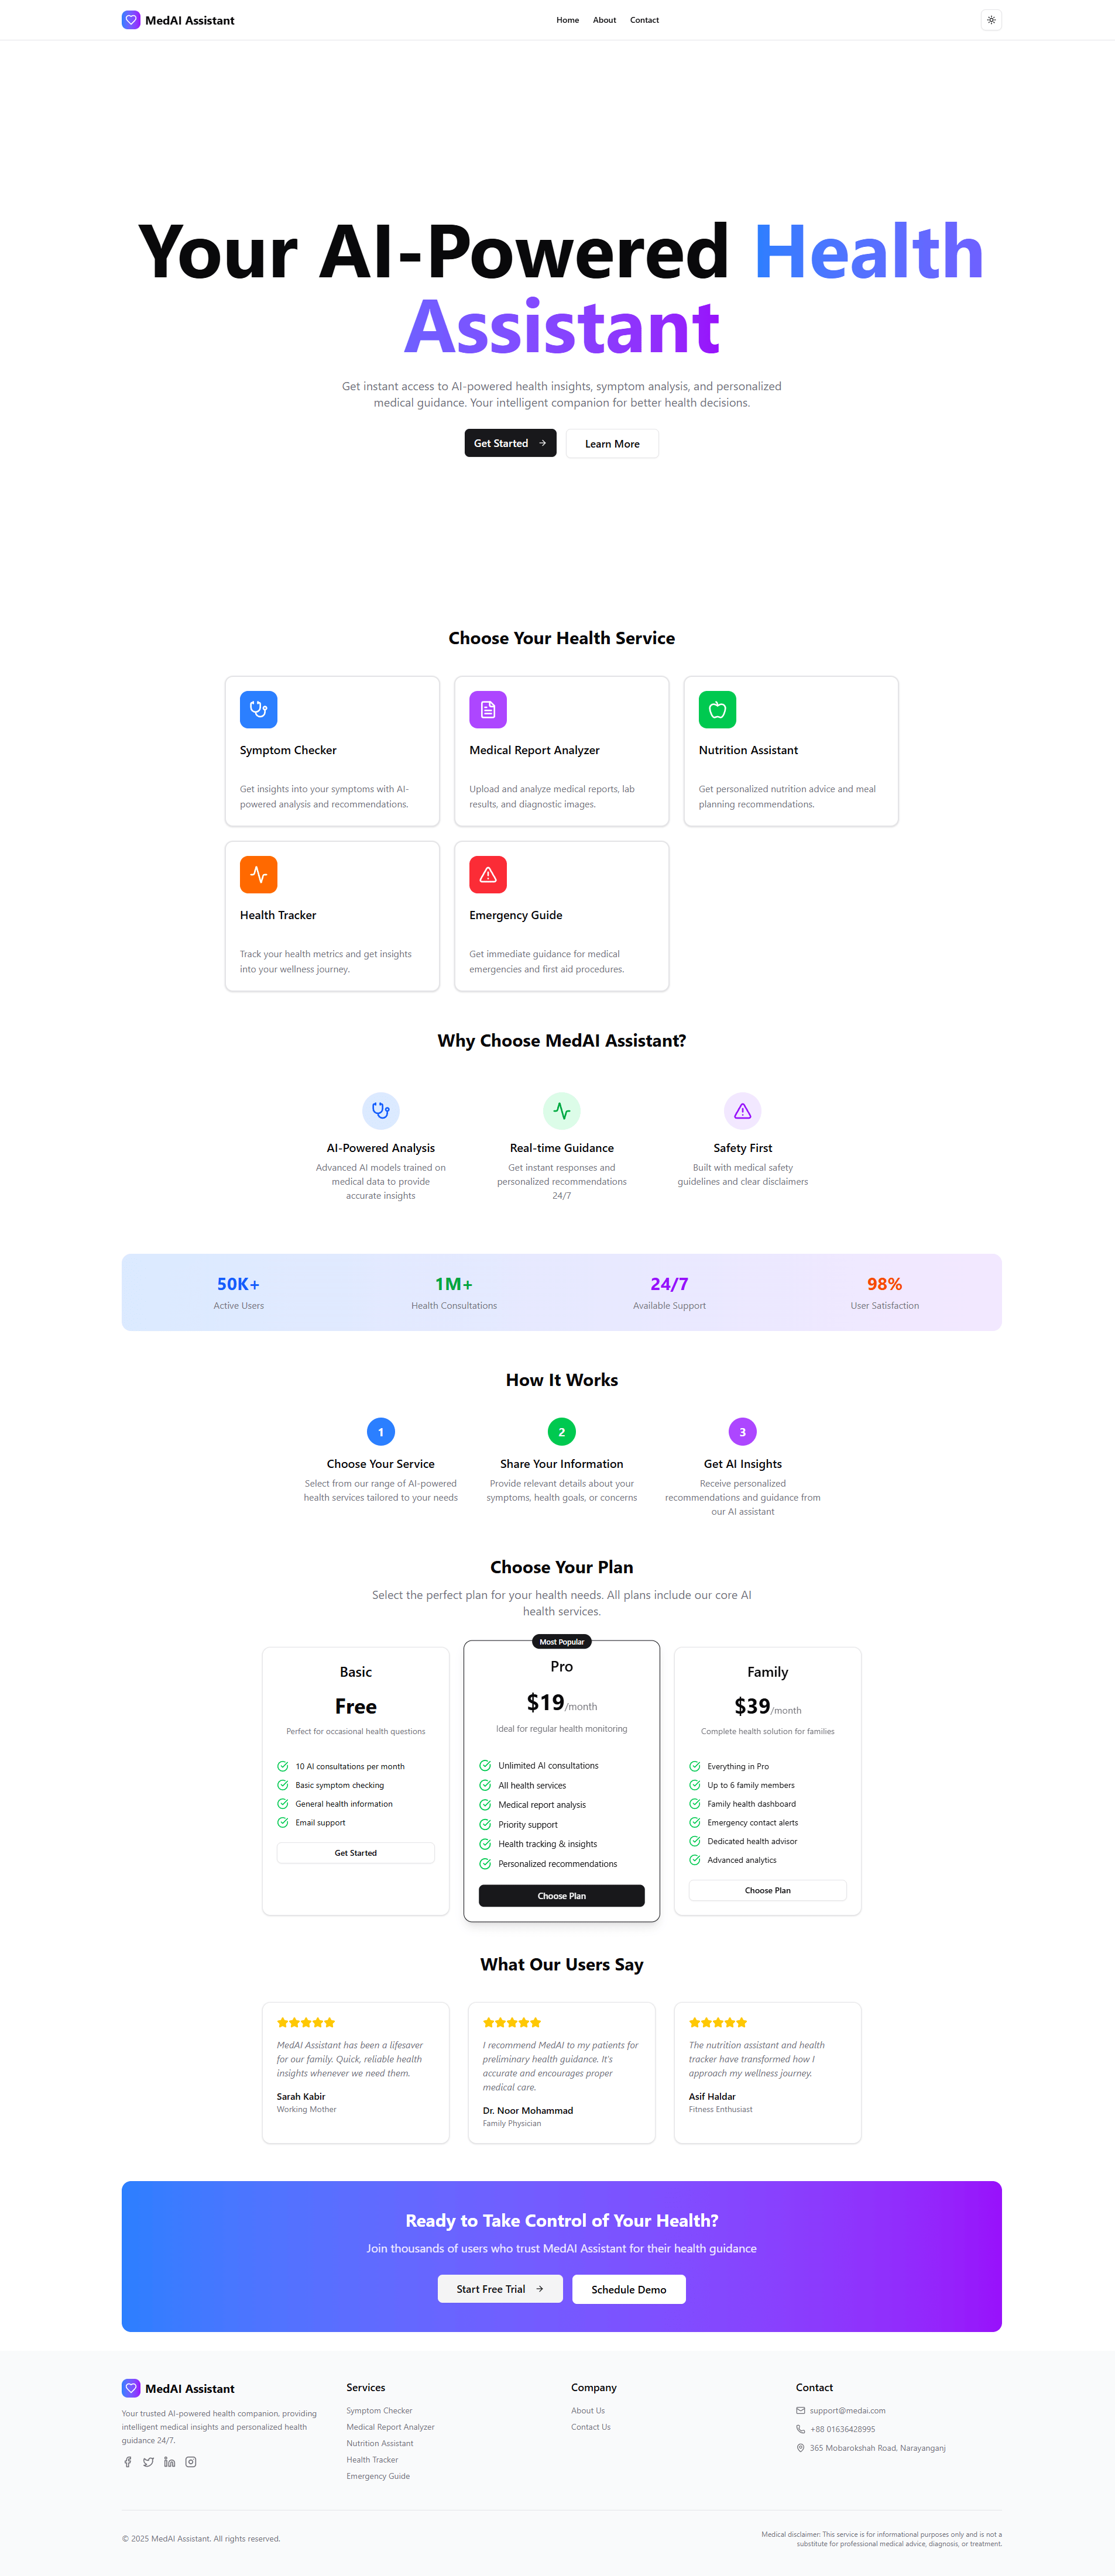 MedAI Assistant
Home
About
Contact
Your AI-Powered Health
Assistant
Get instant access to AI-powered health insights, symptom analysis, and personalized
medical guidance. Your intelligent companion for better health decisions.
Get Started
Learn More
Choose Your Health Service
Symptom Checker
Get insights into your symptoms with AI-
powered analysis and recommendations.
Medical Report Analyzer
Upload and analyze medical reports, lab
results, and diagnostic images.
Nutrition Assistant
Get personalized nutrition advice and meal
planning recommendations.
Health Tracker
Track your health metrics and get insights
into your wellness journey.
Emergency Guide
Get immediate guidance for medical
emergencies and first aid procedures.
Why Choose MedAI Assistant?
AI-Powered Analysis
Advanced AI models trained on
medical data to provide
accurate insights
Real-time Guidance
Get instant responses and
personalized recommendations
24/7
Safety First
Built with medical safety
guidelines and clear disclaimers
50K+
Active Users
1M+
Health Consultations
24/7
Available Support
98%
User Satisfaction
How It Works
1
Choose Your Service
Select from our range of AI-powered
health services tailored to your needs
2
Share Your Information
Provide relevant details about your
symptoms, health goals, or concerns
3
Get AI Insights
Receive personalized
recommendations and guidance from
our AI assistant
Choose Your Plan
Select the perfect plan for your health needs. All plans include our core AI
health services.
Basic
Free
Perfect for occasional health questions
10 AI consultations per month
Basic symptom checking
General health information
Email support
Get Started
Most Popular
Pro
$19/month
Ideal for regular health monitoring
Unlimited AI consultations
All health services
Medical report analysis
Priority support
Health tracking & insights
Personalized recommendations
Choose Plan
Family
$39/month
Complete health solution for families
Everything in Pro
Up to 6 family members
Family health dashboard
Emergency contact alerts
Dedicated health advisor
Advanced analytics
Choose Plan
What Our Users Say
MedAI Assistant has been a lifesaver
for our family. Quick, reliable health
insights whenever we need them.
Sarah Kabir
Working Mother
I recommend MedAI to my patients for
preliminary health guidance. It's
accurate and encourages proper
medical care.
Dr. Noor Mohammad
Family Physician
The nutrition assistant and health
tracker have transformed how I
approach my wellness journey.
Asif Haldar
Fitness Enthusiast
Ready to Take Control of Your Health?
Join thousands of users who trust MedAI Assistant for their health guidance
Start Free Trial
Schedule Demo
MedAI Assistant
Your trusted AI-powered health companion, providing
intelligent medical insights and personalized health
guidance 24/7.
Services
Symptom Checker
Medical Report Analyzer
Nutrition Assistant
Health Tracker
Emergency Guide
Company
About Us
Contact Us
Contact
support@medai.com
+88 01636428995
365 Mobarokshah Road, Narayanganj
© 2025 MedAI Assistant. All rights reserved.
Medical disclaimer: This service is for informational purposes only and is not a
substitute for professional medical advice, diagnosis, or treatment.